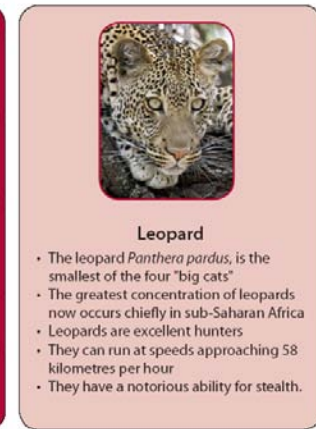 Leopard
• The leopard Panthera pardus, is the
smallest of the four "big cats"
• The greatest concentration of leopards
now occurs chiefly in sub-Saharan Africa
• Leopards are excellent hunters
• They can run at speeds approaching 58
kilometres per hour
• They have a notorious ability for stealth.